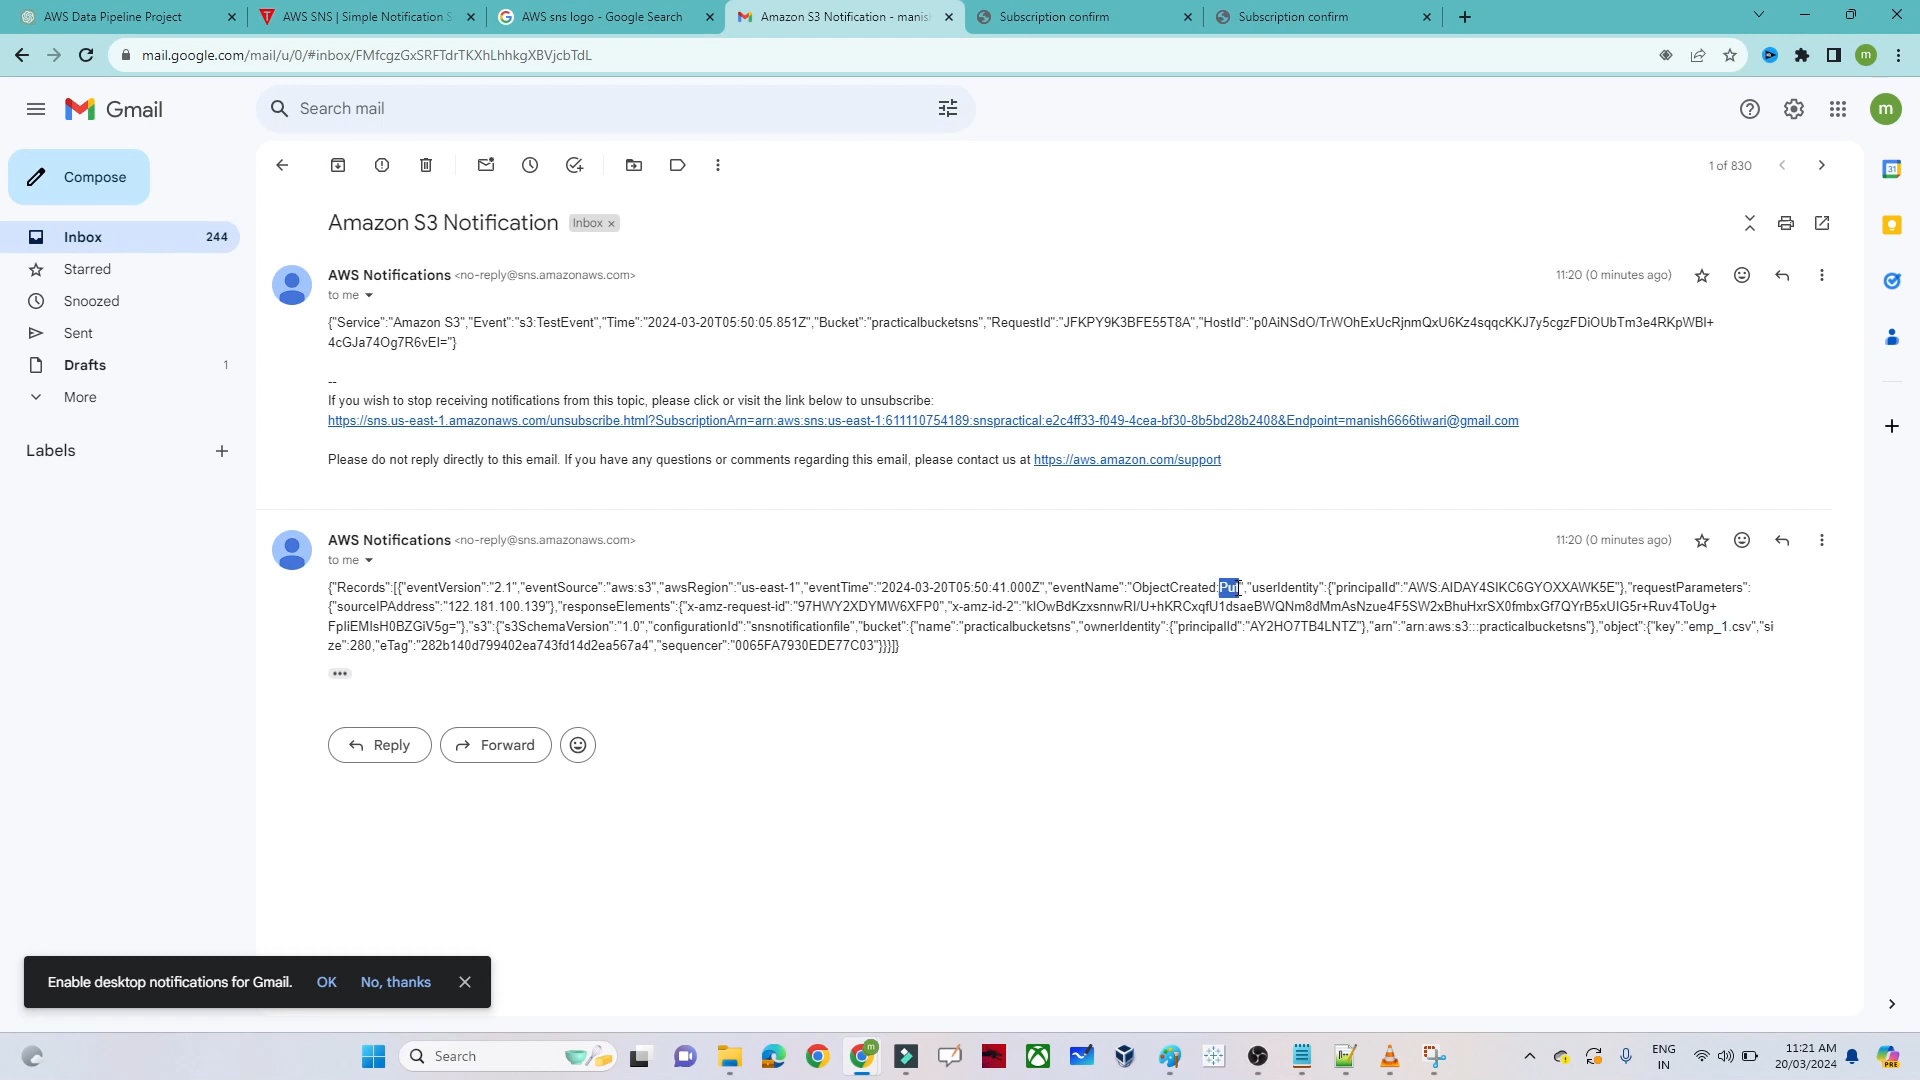 AWS Data Pipeline Project
AWS SNS | Simple Notification S
AWS sns logo - Google Search
Amazon S3 Notification - manish
Subscription confirm
Subscription confirm
mail.google.com/mail/u/0/#inbox/FMfcgzGxSRFTdrTKXhLhhkgXBVjcbTdL
Gmail
Search mail
m
Compose
1 of 830
Amazon S3 Notification
Inbox ×
Inbox 244
Starred
Snoozed
Sent
Drafts 1
More
Labels
AWS Notifications <no-reply@sns.amazonaws.com>
11:20 (0 minutes ago)
to me
{"Service":"Amazon S3","Event":"s3:TestEvent","Time":"2024-03-20T05:50:05.851Z","Bucket":"practicalbucketsns","RequestId":"JFKPY9K3BFE55T8A","HostId":"p0AiNSdO/TrWOhExUcRjnmQxU6Kz4sqqcKKJ7y5cgzFDiOUbTm3e4RKpWBI+
4cGJa74Og7R6vEI="}
--
If you wish to stop receiving notifications from this topic, please click or visit the link below to unsubscribe:
https://sns.us-east-1.amazonaws.com/unsubscribe.html?SubscriptionArn=arn:aws:sns:us-east-1:611110754189:snspractical:e2c4ff33-f049-4cea-bf30-8b5bd28b2408&Endpoint=manish6666tiwari@gmail.com
Please do not reply directly to this email. If you have any questions or comments regarding this email, please contact us at https://aws.amazon.com/support
AWS Notifications <no-reply@sns.amazonaws.com>
11:20 (0 minutes ago)
to me
{"Records":[{"eventVersion":"2.1","eventSource":"aws:s3","awsRegion":"us-east-1","eventTime":"2024-03-20T05:50:41.000Z","eventName":"ObjectCreated:Put","userIdentity":{"principalId":"AWS:AIDAY4SIKC6GYOXXAWK5E"},"requestParameters":
{"sourceIPAddress":"122.181.100.139"},"responseElements":{"x-amz-request-id":"97HWY2XDYMW6XFP0","x-amz-id-2":"kIOwBdKzxsnnwRI/U+hKRCxqfU1dsaeBWQNm8dMmAsNzue4F5SW2xBhuHxrSX0fmbxGf7QYrB5xUIG5r+Ruv4ToUg+
FpIiEMIsH0BZGiV5g="},"s3":{"s3SchemaVersion":"1.0","configurationId":"snsnotificationfile","bucket":{"name":"practicalbucketsns","ownerIdentity":{"principalId":"AY2HO7TB4LNTZ"},"arn":"arn:aws:s3:::practicalbucketsns"},"object":{"key":"emp_1.csv","si
ze":280,"eTag":"282b140d799402ea743fd14d2ea567a4","sequencer":"0065FA7930EDE77C03"}}}]}
Reply
Forward
Enable desktop notifications for Gmail. OK No, thanks
Search
ENG
IN
11:21 AM
20/03/2024